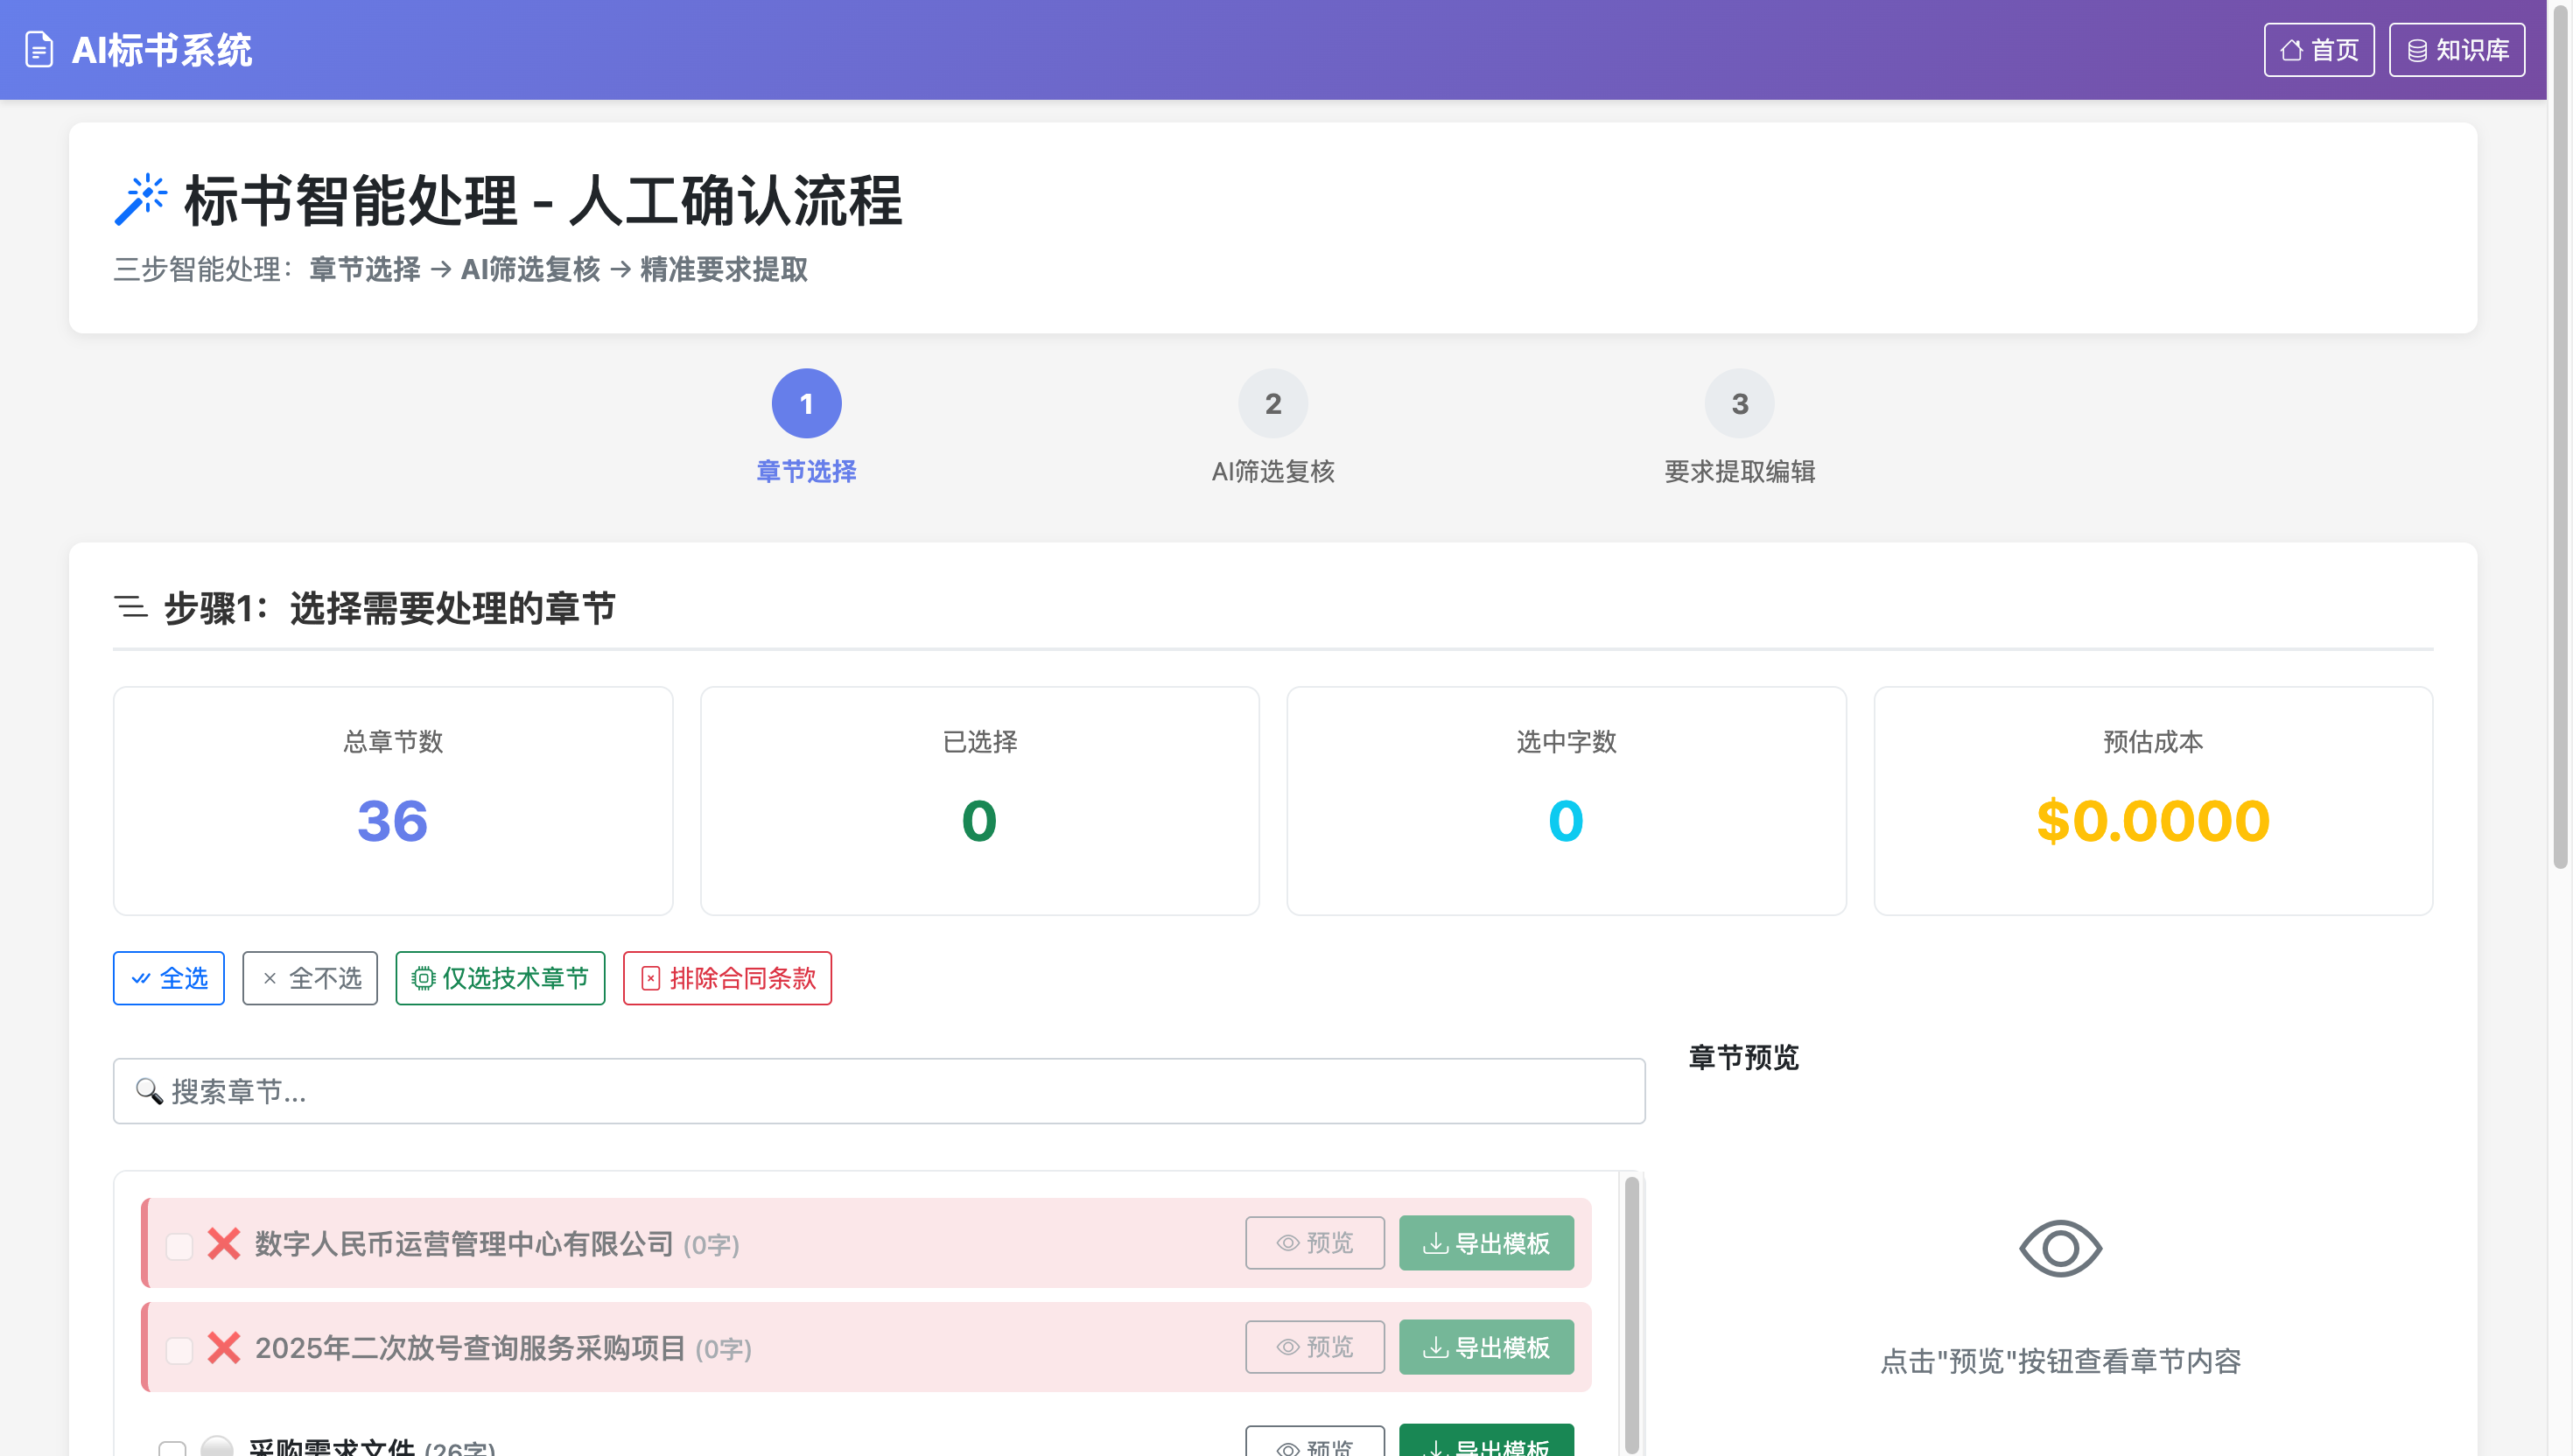 AI标书系统
首页
知识库
标书智能处理 - 人工确认流程
三步智能处理：章节选择 → AI筛选复核 → 精准要求提取
1
2
3
章节选择
AI筛选复核
要求提取编辑
步骤1：选择需要处理的章节
总章节数
36
已选择
0
选中字数
0
预估成本
$0.0000
全选
全不选
仅选技术章节
排除合同条款
搜索章节...
章节预览
数字人民币运营管理中心有限公司 (0字)
预览
导出模板
2025年二次放号查询服务采购项目 (0字)
预览
导出模板
点击"预览"按钮查看章节内容
采购需求文件 (26字)
预览
导出模板